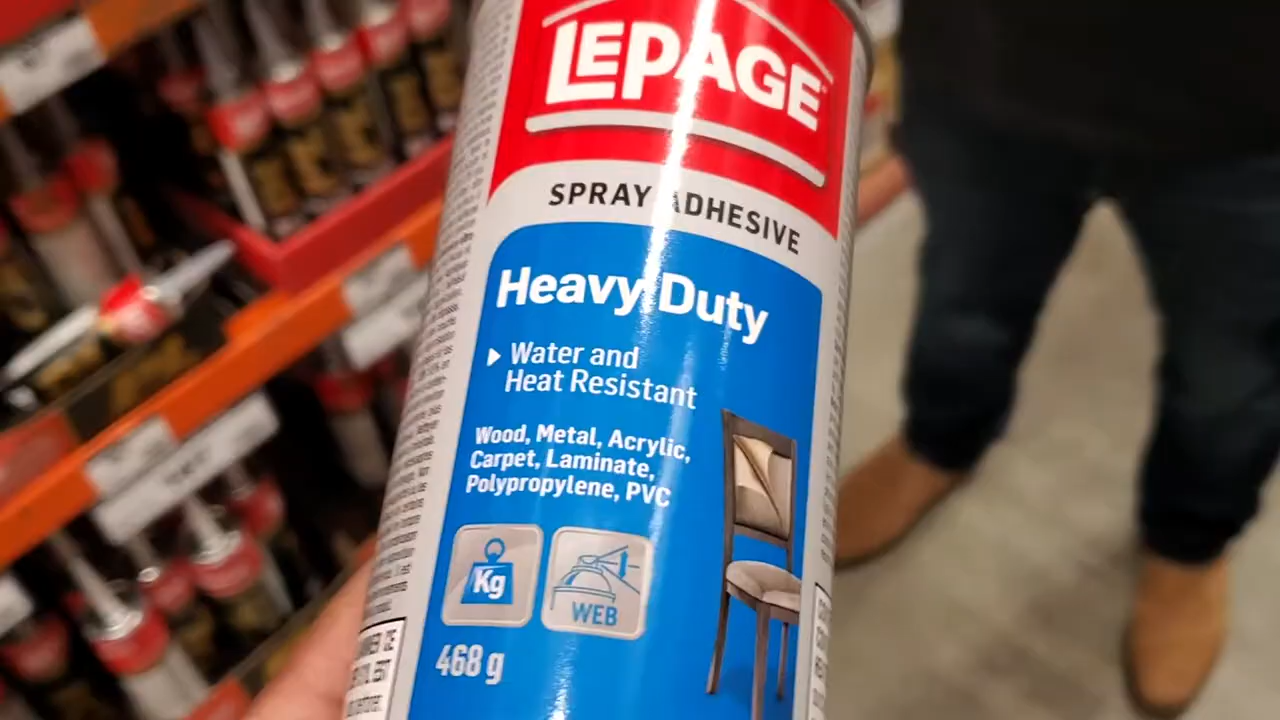 LEPAGE
SPRAY ADHESIVE
Heavy Duty
Water and
Heat Resistant
Wood, Metal, Acrylic,
Carpet, Laminate,
Polypropylene, PVC
Kg
WEB
468 g